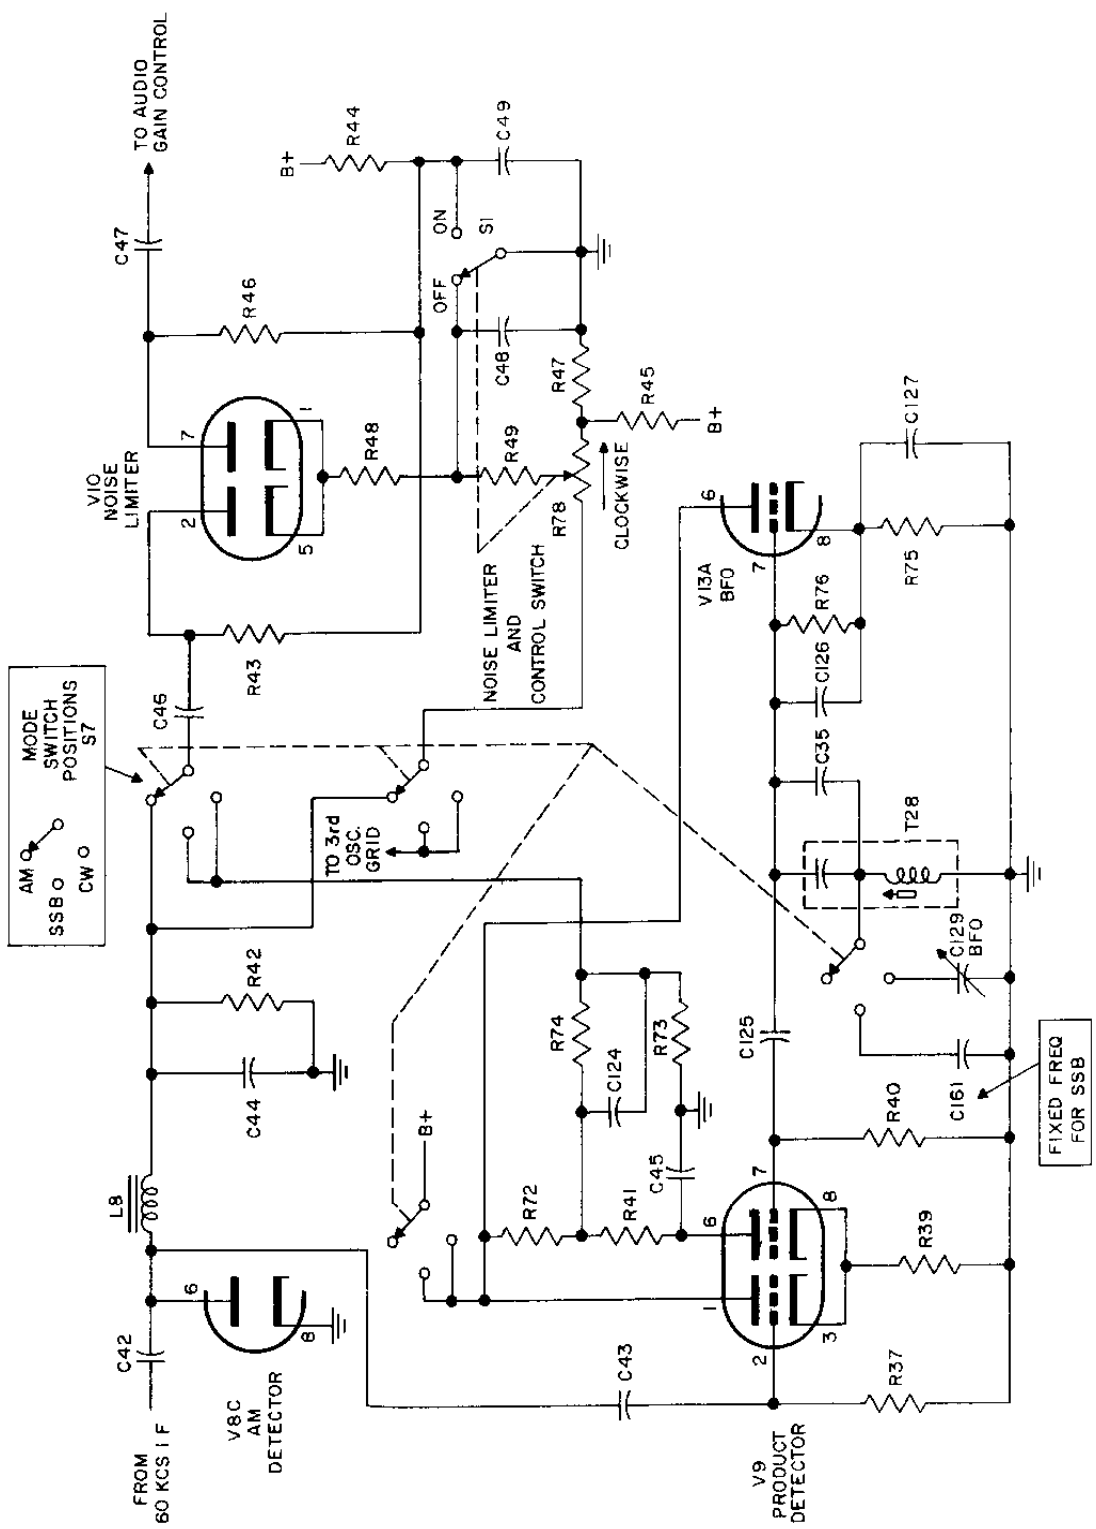 FROM
60 KCS I F
C42
V8C
AM
DETECTOR
6
8
L8
C44
R42
MODE
SWITCH
POSITIONS
S7
AM
SSB
CW
C46
R43
V10
NOISE
LIMITER
2
7
5
1
R46
C47
TO AUDIO
GAIN CONTROL
B+
R44
R48
OFF
ON
S1
C48
C49
R49
R47
R78
R45
B+
CLOCKWISE
NOISE LIMITER
AND
CONTROL SWITCH
TO 3rd
OSC.
GRID
B+
R72
R41
R74
C124
R73
C45
C43
V9
PRODUCT
DETECTOR
1
6
2
7
3
8
R37
R39
R40
C125
C161
C129
BFO
FIXED FREQ
FOR SSB
T28
C35
C126
R76
V13A
BFO
6
7
8
R75
C127